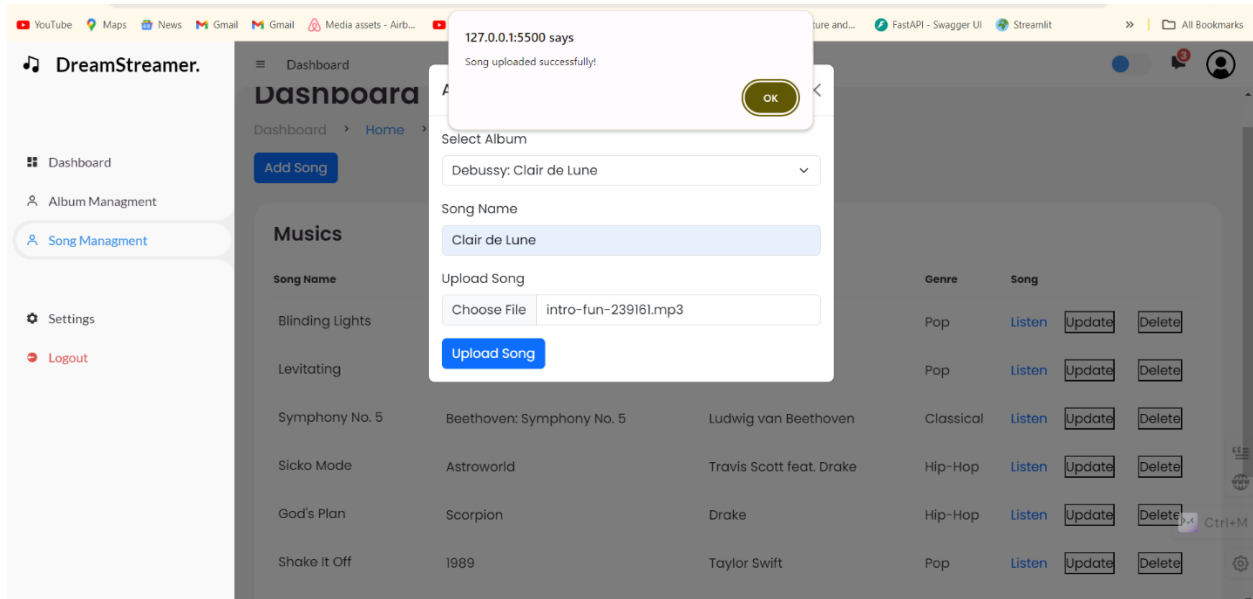 YouTube Maps News Gmail Gmail Media assets - Airb... ture and... FastAPI - Swagger UI Streamlit » All Bookmarks
127.0.0.1:5500 says
Song uploaded successfully!
OK
DreamStreamer.
Dashboard
Album Managment
Song Managment
Settings
Logout
Dashboard
3
Dashboard
Dashboard > Home >
Add Song
A
Select Album
Debussy: Clair de Lune
Song Name
Clair de Lune
Upload Song
Choose File intro-fun-239161.mp3
Upload Song
Musics
Song Name Genre Song
Blinding Lights Pop Listen Update Delete
Levitating Pop Listen Update Delete
Symphony No. 5 Beethoven: Symphony No. 5 Ludwig van Beethoven Classical Listen Update Delete
Sicko Mode Astroworld Travis Scott feat. Drake Hip-Hop Listen Update Delete
God's Plan Scorpion Drake Hip-Hop Listen Update Delete
Shake It Off 1989 Taylor Swift Pop Listen Update Delete
Ctrl+M